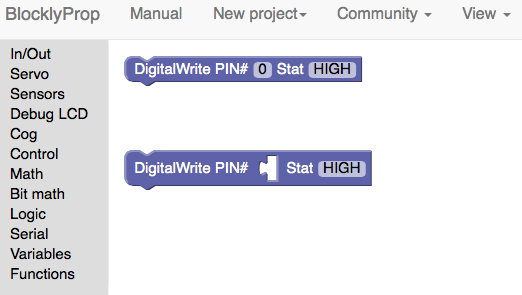 BlocklyProp Manual New project Community View
In/Out
Servo
Sensors
Debug LCD
Cog
Control
Math
Bit math
Logic
Serial
Variables
Functions
DigitalWrite PIN# 0 Stat HIGH
DigitalWrite PIN# Stat HIGH